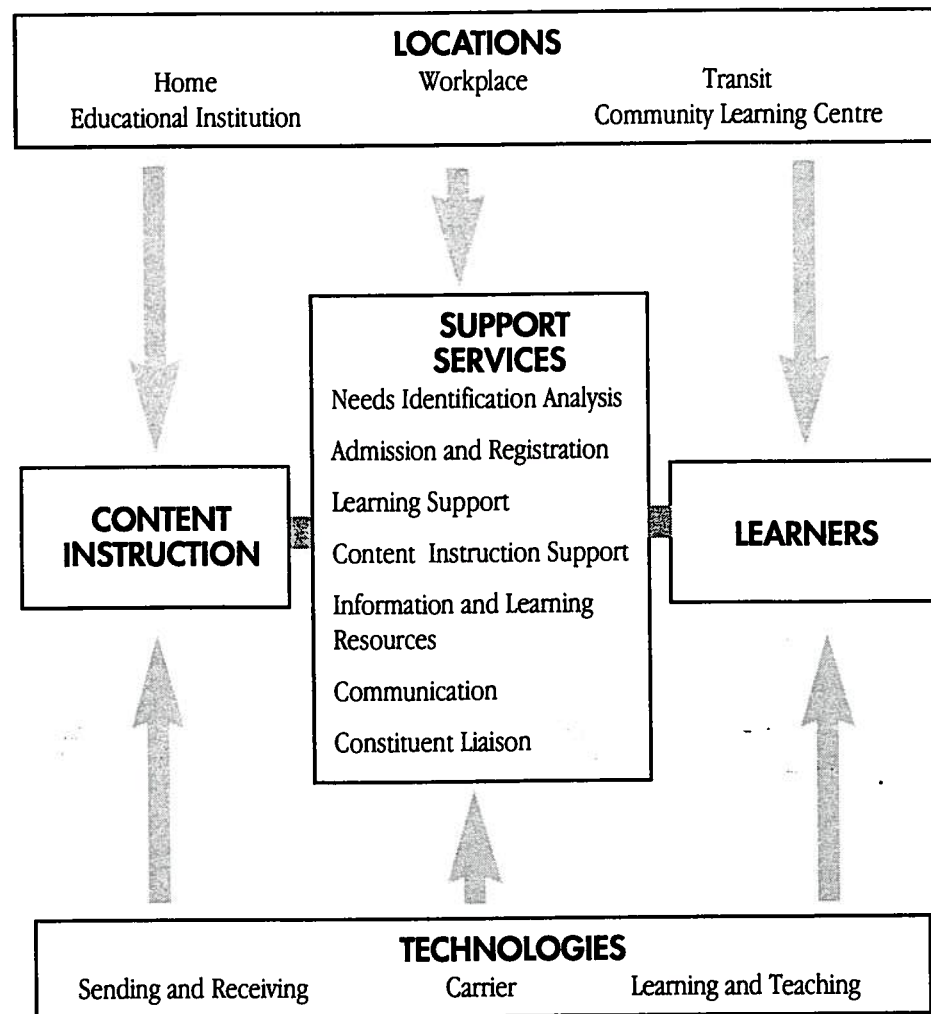 LOCATIONS
Home Workplace Transit
Educational Institution Community Learning Centre
SUPPORT
SERVICES
Needs Identification Analysis
Admission and Registration
Learning Support
Content Instruction Support
Information and Learning
Resources
Communication
Constituent Liaison
CONTENT
INSTRUCTION
LEARNERS
TECHNOLOGIES
Sending and Receiving Carrier Learning and Teaching